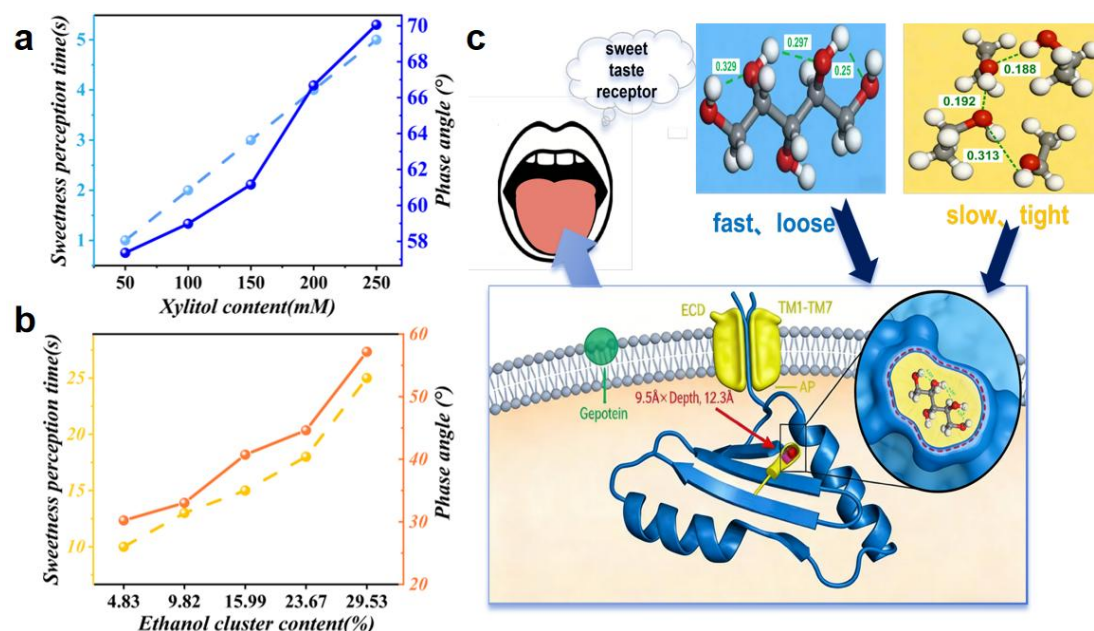 a
Sweetness perception time(s)
5
4
3
2
1
70
68
66
64
62
60
58
Phase angle (°)
50 100 150 200 250
Xylitol content(mM)
b
Sweetness perception time(s)
25
20
15
10
60
50
40
30
20
Phase angle (°)
4.83 9.82 15.99 23.67 29.53
Ethanol cluster content(%)
c
sweet
taste
receptor
0.329
0.297
0.25
0.188
0.192
0.313
fast、loose
slow、tight
ECD
TM1-TM7
Gepotein
AP
9.5Å× Depth, 12.3Å